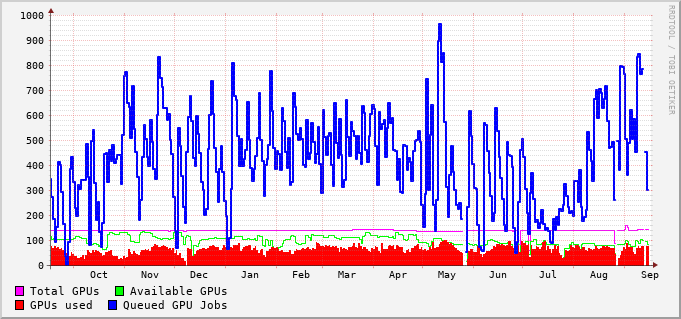 1000
900
800
700
600
500
400
300
200
100
0
Oct Nov Dec Jan Feb Mar Apr May Jun Jul Aug Sep
Total GPUs Available GPUs
GPUs used Queued GPU Jobs
RRDTOOL / TOBI OETIKER